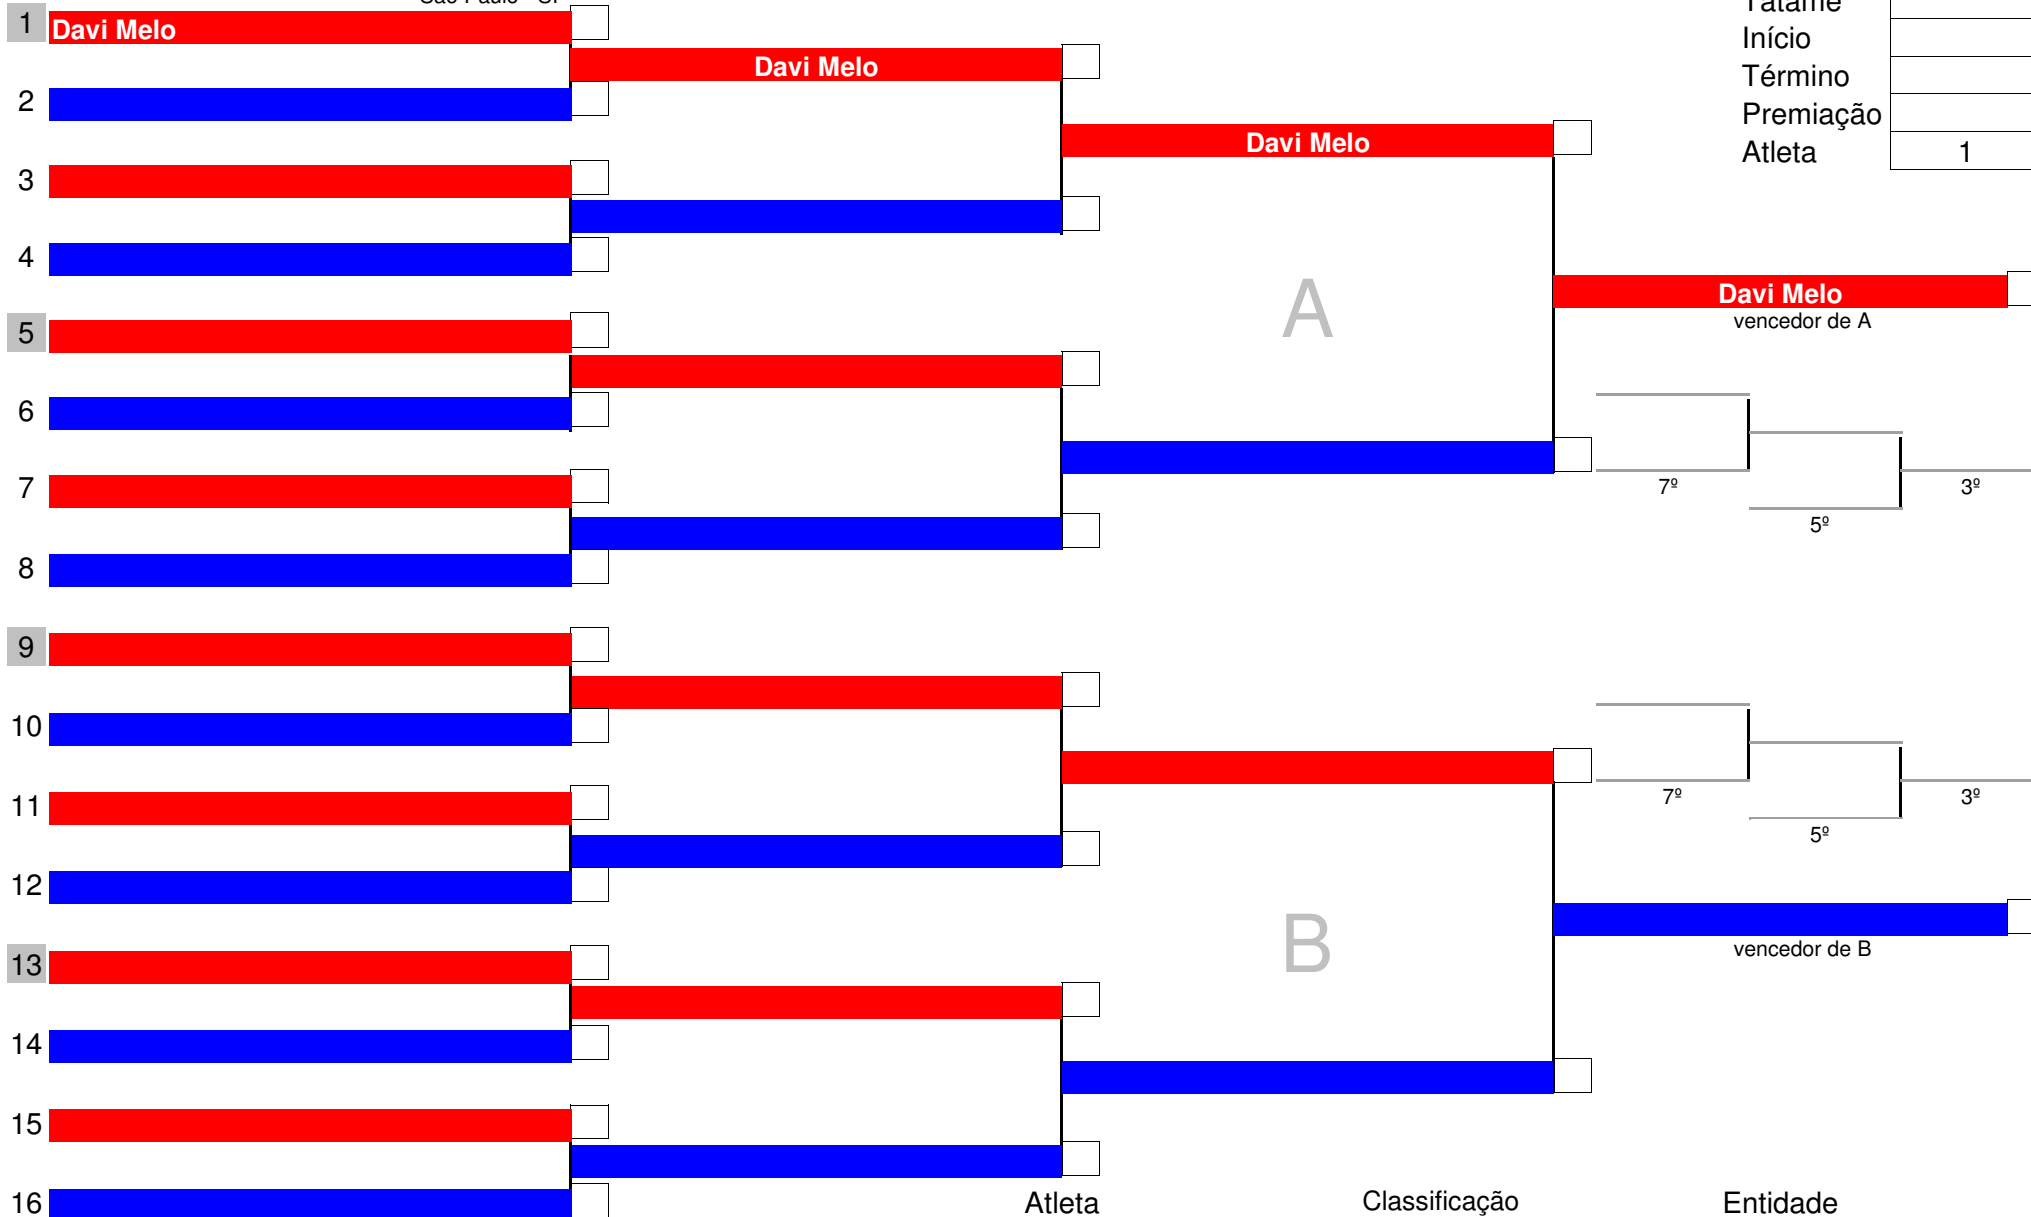 1 Davi Melo
Davi Melo
2
Davi Melo
3
4
5
6
7
8
9
10
11
12
13
14
15
16
A
B
Davi Melo
vencedor de A
7º
5º
3º
7º
5º
3º
vencedor de B
Tatame
Início
Término
Premiação
Atleta 1
Atleta Classificação Entidade